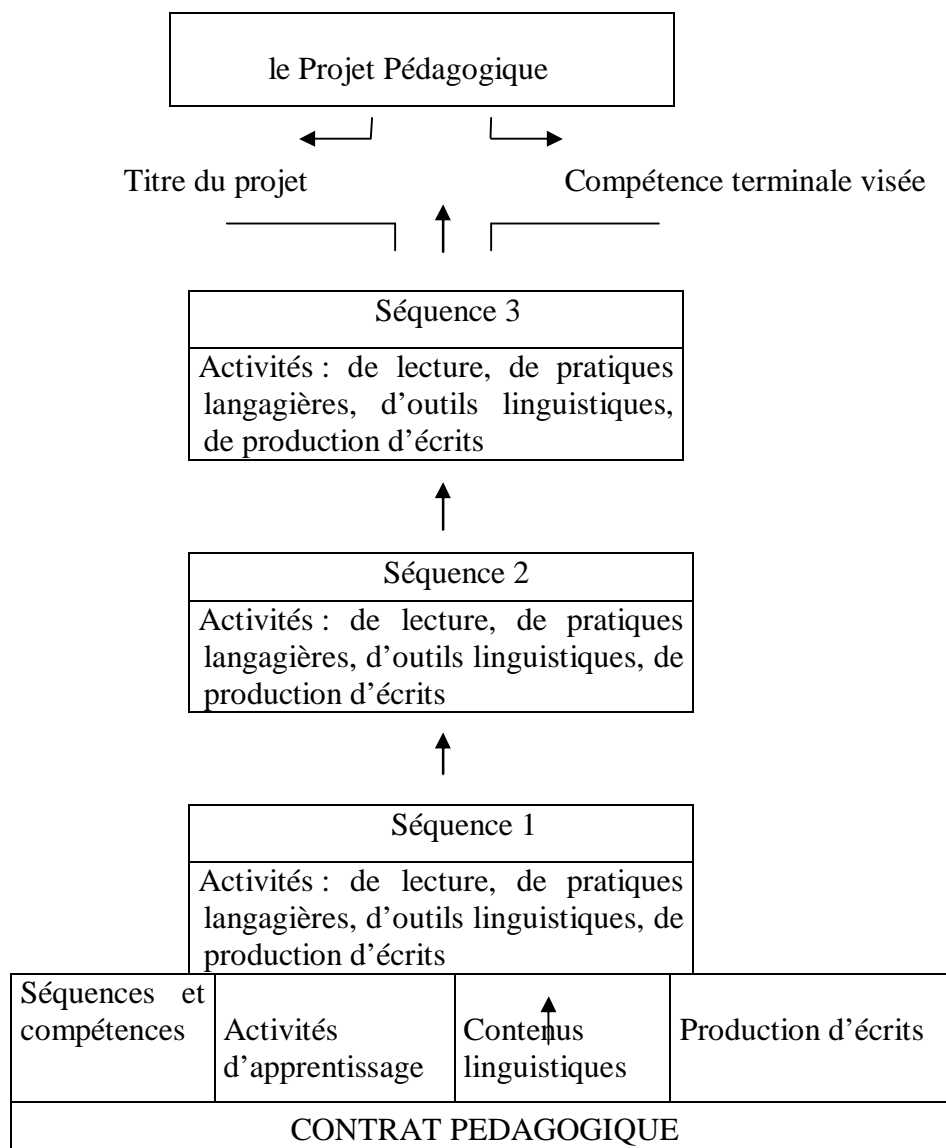 le Projet Pédagogique
Titre du projet
Compétence terminale visée
Séquence 3
Activités : de lecture, de pratiques
langagières, d’outils linguistiques,
de production d’écrits
Séquence 2
Activités : de lecture, de pratiques
langagières, d’outils linguistiques, de
production d’écrits
Séquence 1
Activités : de lecture, de pratiques
langagières, d’outils linguistiques, de
production d’écrits
Séquences et
compétences
Activités
d’apprentissage
Contenus
linguistiques
Production d’écrits
CONTRAT PEDAGOGIQUE